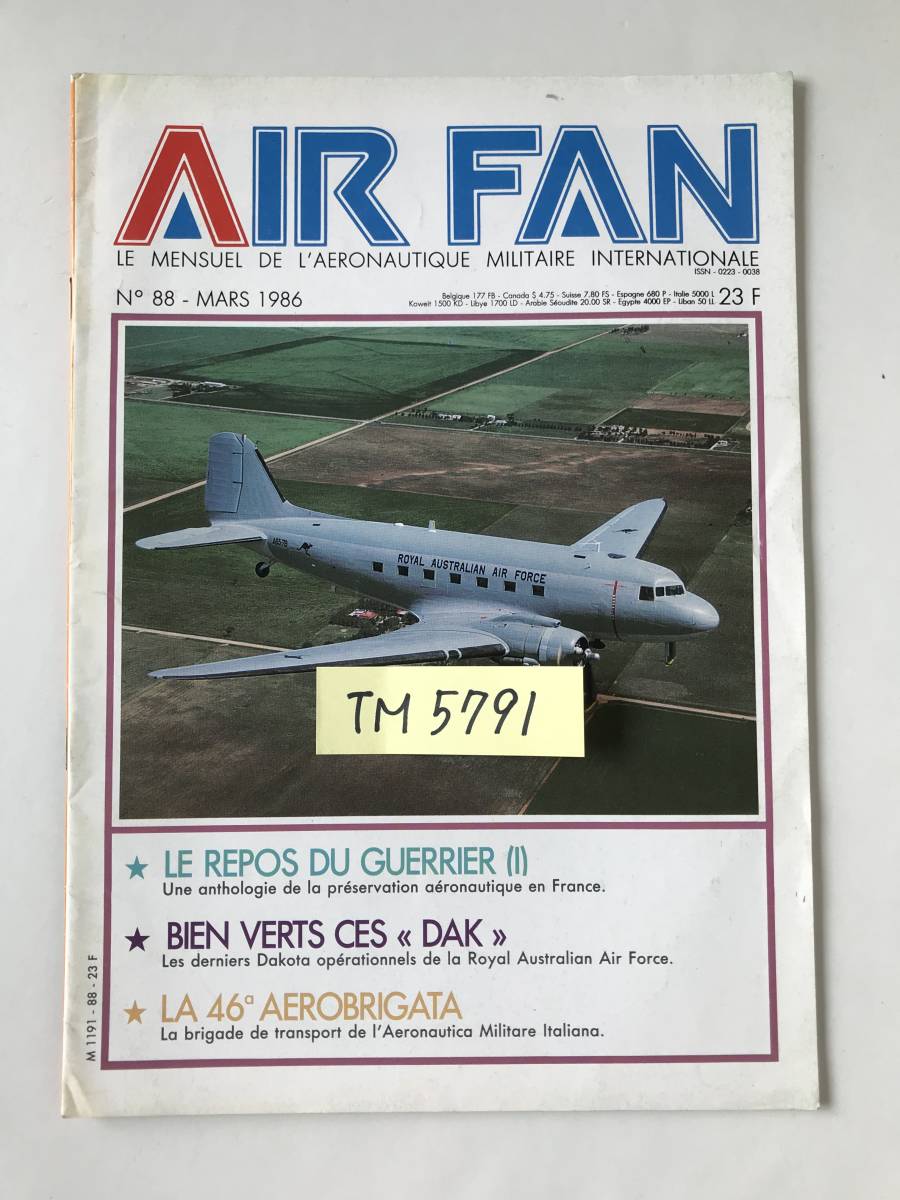 AIR FAN
LE MENSUEL DE L'AERONAUTIQUE MILITAIRE INTERNATIONALE
ISSN - 0223 - 0038
N° 88 - MARS 1986
Belgique 177 FB - Canada $ 4.75 - Suisse 7.80 FS - Espagne 680 P - Italie 5000 L
Koweit 1500 KD - Libye 1700 LD - Arabie Séoudite 20.00 SR - Egypte 4000 EP - Liban 50 LL
23 F
A65-78
ROYAL AUSTRALIAN AIR FORCE
TM 5791
★ LE REPOS DU GUERRIER (I)
Une anthologie de la préservation aéronautique en France.
★ BIEN VERTS CES « DAK »
Les derniers Dakota opérationnels de la Royal Australian Air Force.
★ LA 46ª AEROBRIGATA
La brigade de transport de l'Aeronautica Militare Italiana.
M 1191 - 88 - 23 F